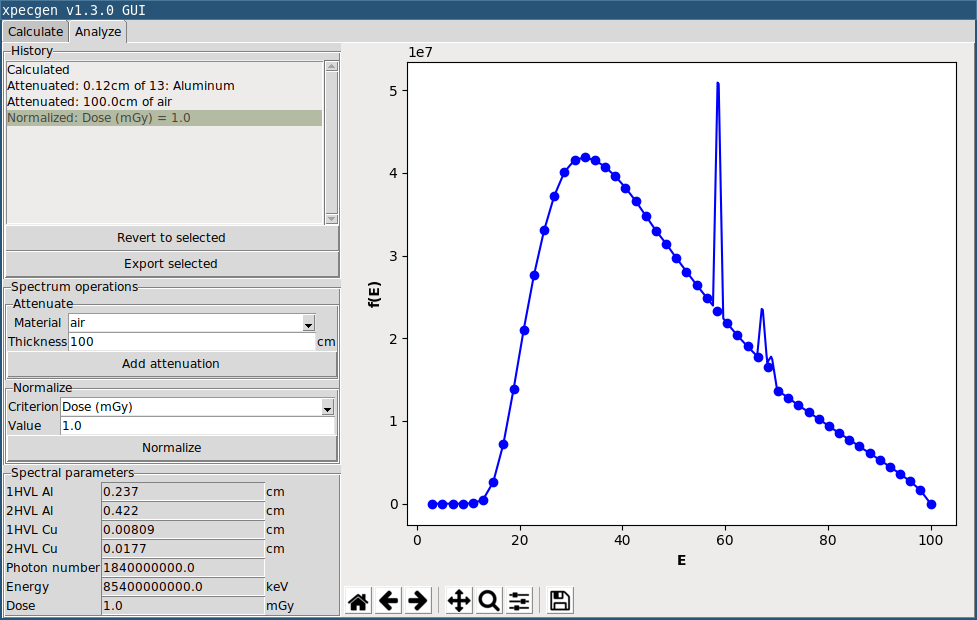 xpecgen v1.3.0 GUI
Calculate Analyze
History
Calculated
Attenuated: 0.12cm of 13: Aluminum
Attenuated: 100.0cm of air
Normalized: Dose (mGy) = 1.0
Revert to selected
Export selected
Spectrum operations
Attenuate
Material air
Thickness 100 cm
Add attenuation
Normalize
Criterion Dose (mGy)
Value 1.0
Normalize
Spectral parameters
1HVL Al 0.237 cm
2HVL Al 0.422 cm
1HVL Cu 0.00809 cm
2HVL Cu 0.0177 cm
Photon number 1840000000.0
Energy 85400000000.0 keV
Dose 1.0 mGy
1e7
5
4
3
2
1
0
f(E)
0 20 40 60 80 100
E